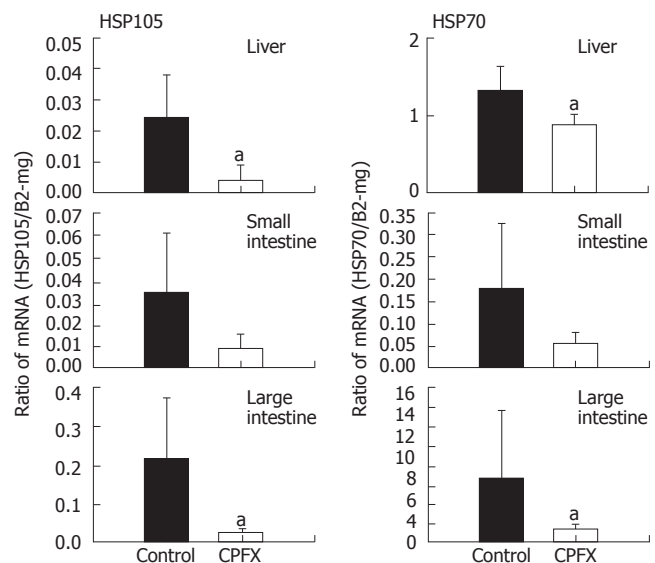 HSP105
HSP70
Ratio of mRNA (HSP105/B2-mg)
0.05
0.04
0.03
0.02
0.01
0.00
Liver
a
0.07
0.06
0.05
0.04
0.03
0.02
0.01
0.00
Small
intestine
0.4
0.3
0.2
0.1
0.0
Large
intestine
a
Control
CPFX
Ratio of mRNA (HSP70/B2-mg)
2
1
0
Liver
a
0.35
0.30
0.25
0.20
0.15
0.10
0.05
0.00
Small
intestine
16
14
12
10
8
6
4
2
0
Large
intestine
a
Control
CPFX